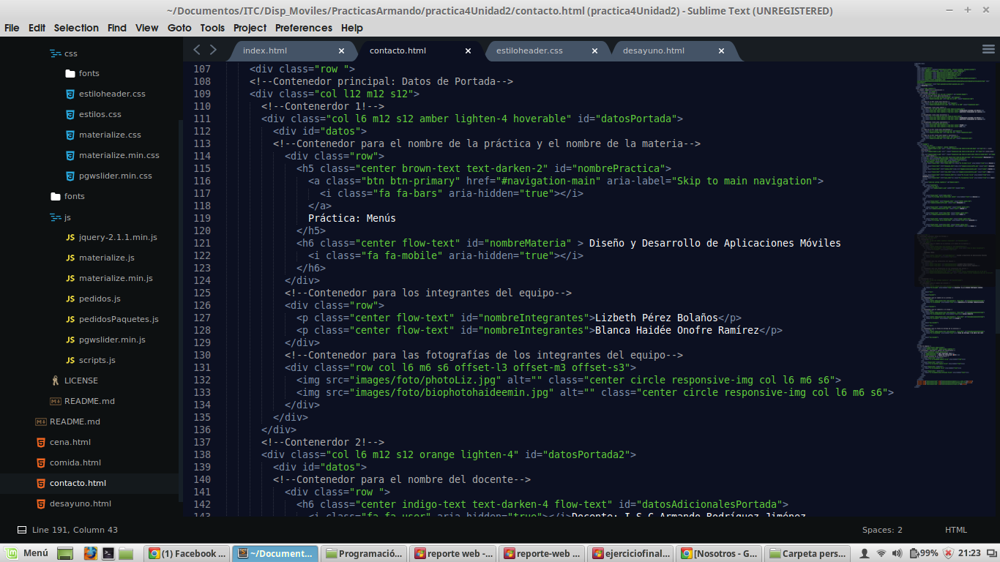 ~/Documentos/ITC/Disp_Moviles/PracticasArmando/practica4Unidad2/contacto.html (practica4Unidad2) - Sublime Text (UNREGISTERED)
File Edit Selection Find View Goto Tools Project Preferences Help
css
fonts
estiloheader.css
estilos.css
materialize.css
materialize.min.css
pgwslider.min.css
fonts
js
jquery-2.1.1.min.js
materialize.js
materialize.min.js
pedidos.js
pedidosPaquetes.js
pgwslider.min.js
scripts.js
LICENSE
README.md
README.md
cena.html
comida.html
contacto.html
desayuno.html
index.html × contacto.html × estiloheader.css × desayuno.html ×
107 <div class="row ">
108 <!--Contenedor principal: Datos de Portada-->
109 <div class="col l12 m12 s12">
110 <!--Contenerdor 1!-->
111 <div class="col l6 m12 s12 amber lighten-4 hoverable" id="datosPortada">
112 <div id="datos">
113 <!--Contenedor para el nombre de la práctica y el nombre de la materia-->
114 <div class="row">
115 <h5 class="center brown-text text-darken-2" id="nombrePractica">
116 <a class="btn btn-primary" href="#navigation-main" aria-label="Skip to main navigation">
117 <i class="fa fa-bars" aria-hidden="true"></i>
118 </a>
119 Práctica: Menús
120 </h5>
121 <h6 class="center flow-text" id="nombreMateria" > Diseño y Desarrollo de Aplicaciones Móviles
122 <i class="fa fa-mobile" aria-hidden="true"></i>
123 </h6>
124 </div>
125 <!--Contenedor para los integrantes del equipo-->
126 <div class="row">
127 <p class="center flow-text" id="nombreIntegrantes">Lizbeth Pérez Bolaños</p>
128 <p class="center flow-text" id="nombreIntegrantes">Blanca Haidée Onofre Ramírez</p>
129 </div>
130 <!--Contenedor para las fotografías de los integrantes del equipo-->
131 <div class="row col l6 m6 s6 offset-l3 offset-m3 offset-s3">
132 <img src="images/foto/photoLiz.jpg" alt="" class="center circle responsive-img col l6 m6 s6">
133 <img src="images/foto/biophotohaideemin.jpg" alt="" class="center circle responsive-img col l6 m6 s6">
134 </div>
135 </div>
136 </div>
137 <!--Contenerdor 2!-->
138 <div class="col l6 m12 s12 orange lighten-4" id="datosPortada2">
139 <div id="datos">
140 <!--Contenedor para el nombre del docente-->
141 <div class="row ">
142 <h6 class="center indigo-text text-darken-4 flow-text" id="datosAdicionalesPortada">
143 <i class="fa fa-user" aria-hidden="true"></i>Docente: I.S.C Armando Rodríguez Jiménez
Line 191, Column 43 Spaces: 2 HTML
Menú (1) Facebook ... ~/Document... Programació... reporte web -... reporte-web ... ejerciciofinal... [Nosotros - G... Carpeta pers... 99% 21:23